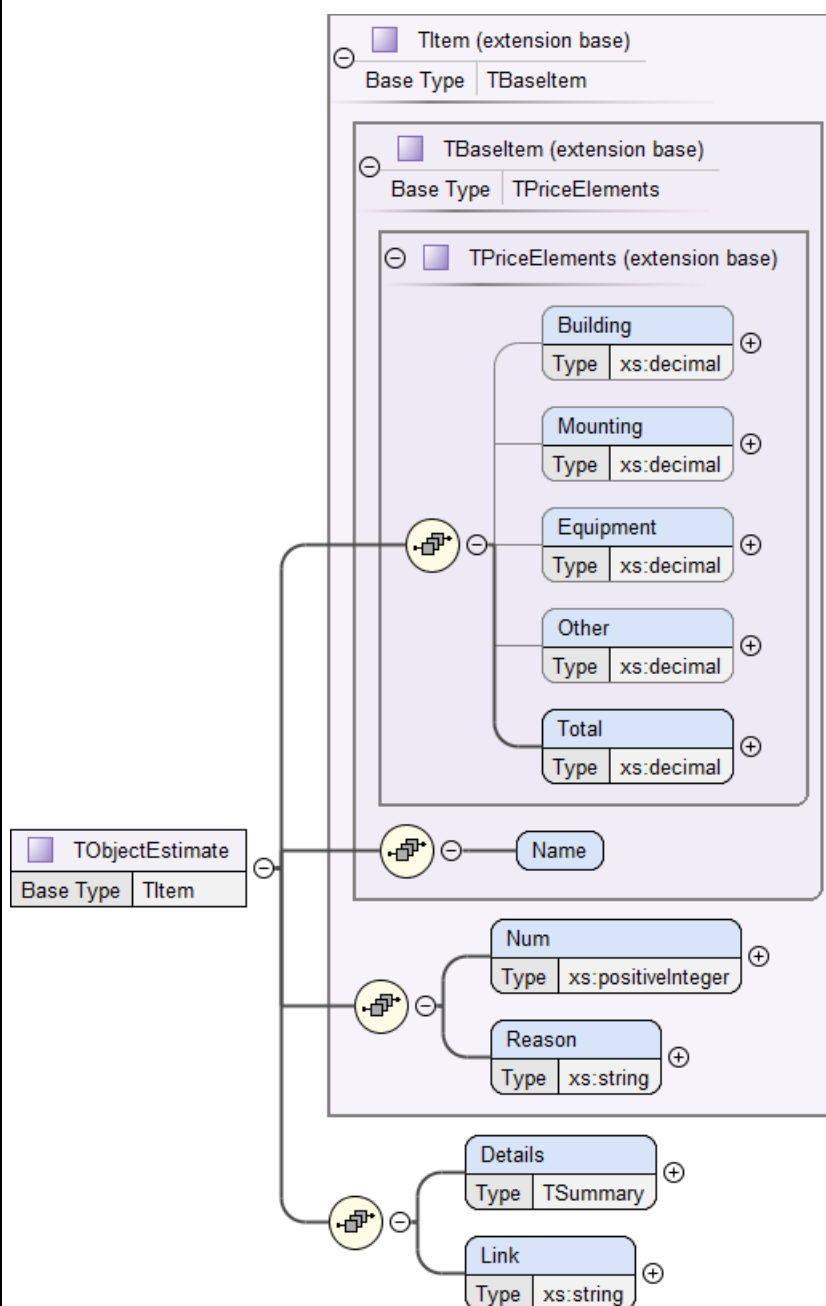 TItem (extension base)
Base Type TBaseItem
TBaseItem (extension base)
Base Type TPriceElements
TPriceElements (extension base)
Building
Type xs:decimal
Mounting
Type xs:decimal
Equipment
Type xs:decimal
Other
Type xs:decimal
Total
Type xs:decimal
TObjectEstimate
Base Type TItem
Name
Num
Type xs:positiveInteger
Reason
Type xs:string
Details
Type TSummary
Link
Type xs:string